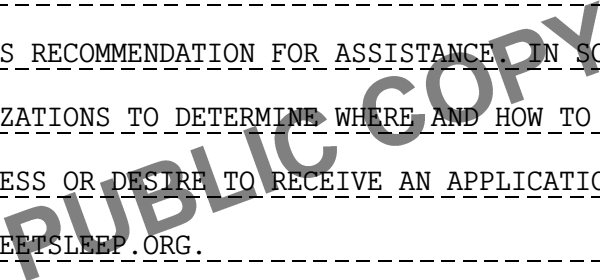 S RECOMMENDATION FOR ASSISTANCE. IN SO
ZATIONS TO DETERMINE WHERE AND HOW TO
ESS OR DESIRE TO RECEIVE AN APPLICATIO
EETSLEEP.ORG.
PUBLIC COPY